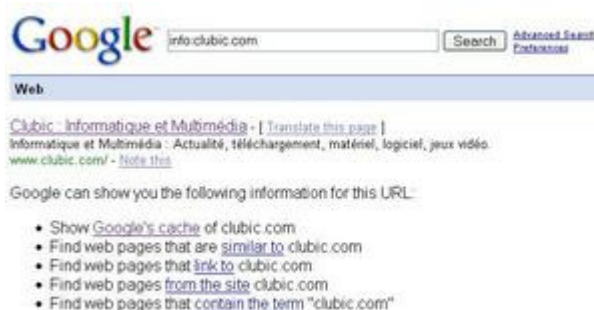 Google info:clubic.com Search Advanced Search
Preferences
Web
Clubic : Informatique et Multimédia - [ Translate this page ]
Informatique et Multimédia : Actualité, téléchargement, matériel, logiciel, jeux vidéo.
www.clubic.com/ - Note this
Google can show you the following information for this URL:
• Show Google's cache of clubic.com
• Find web pages that are similar to clubic.com
• Find web pages that link to clubic.com
• Find web pages from the site clubic.com
• Find web pages that contain the term "clubic.com"